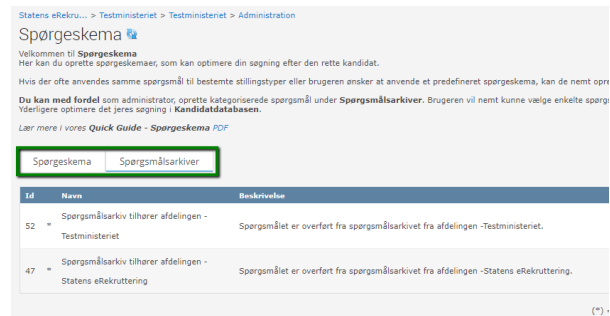 Statens eRekru... > Testministeriet > Testministeriet > Administration
Spørgeskema
Velkommen til Spørgeskema
Her kan du oprette spørgeskemaer, som kan optimere din søgning efter den rette kandidat.
Hvis der ofte anvendes samme spørgsmål til bestemte stillingtyper eller brugeren ønsker at anvende et predefineret spørgeskema, kan de nemt opre
Du kan med fordel som administrator, oprette kategoriserede spørgsmål under Spørgsmålsarkiver. Brugeren vil nemt kunne vælge enkelte spørgs
Yderligere optimere det jeres søgning i Kandidatdatabasen.
Lær mere i vores Quick Guide - Spørgeskema PDF
Spørgeskema Spørgsmålsarkiver
Id Navn Beskrivelse
52 * Spørgsmålsarkiv tilhører afdelingen - Testministeriet Spørgsmålet er overført fra spørgsmålsarkivet fra afdelingen -Testministeriet.
47 * Spørgsmålsarkiv tilhører afdelingen - Statens eRekruttering Spørgsmålet er overført fra spørgsmålsarkivet fra afdelingen -Statens eRekruttering.
(*)